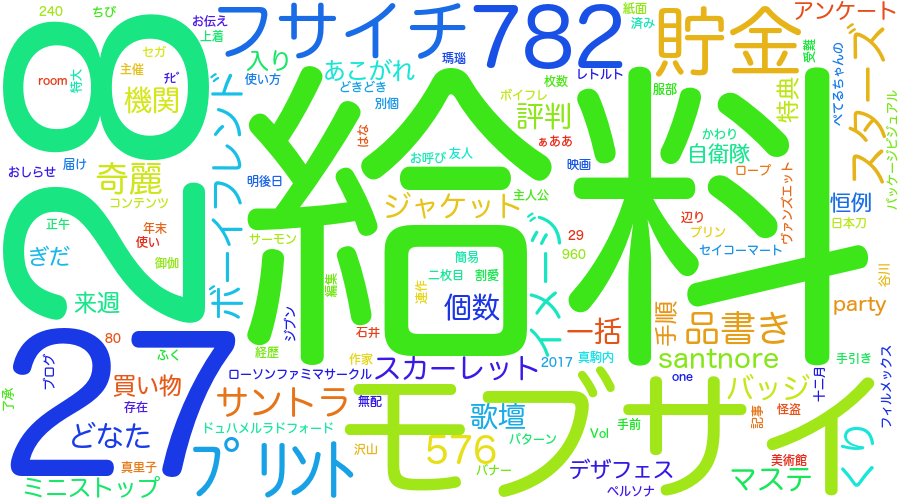 240
ちび
お伝え
上着
フサイチ
782
紙面
済み
貯金
アンケート
セガ
主催
ﾅﾋﾞ
room
特大
機関
28
入り
使い方
瑪瑙
あこがれ
どきどき
別個
レトルト
枚数
服部
ボイフレ
評判
受難
ぺてるちゃんの
スターズ
特典
パッケージビジュアル
かわり
自衛隊
はな
ぁああ
お呼び
友人
おしらせ
届け
奇麗
コンテンツ
ボーイフレンド
明後日
給料
映画
ロープ
ヴァンズエット
主人公
ジャケット
恒例
日本刀
辺り
プリン
正午
年末
使い
サーモン
イメージ
29
960
セイコーマート
ぎだ
御伽
簡易
二枚目
割愛
谷川
来週
編集
連作
個数
ジブン
石井
一括
手順
品書き
party
27
80
ふく
経歴
作家
スカーレット
2017
真駒内
santnore
手引き
ブログ
ローソンファミマサークル
買い物
存在
サントラ
無配
one
バッジ
十二月
フィルメックス
了承
モブサイ
歌壇
どなた
ドュハメルラドフォード
576
パターン
Vol
手前
記事
怪盗
くり
真里子
プリント
沢山
バナー
デザフェス
美術館
ミニストップ
ペルソナ
マステ